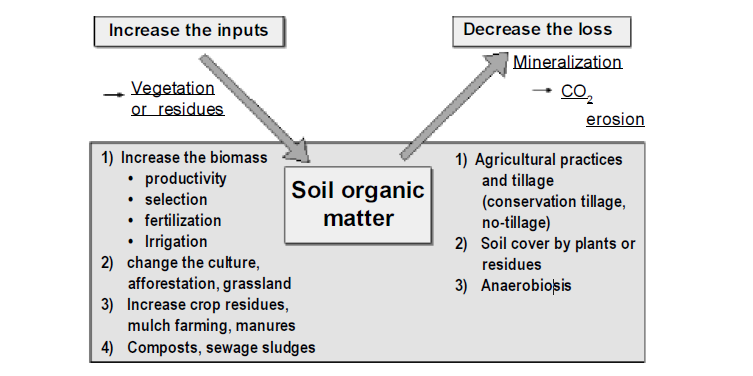 Increase the inputs
Decrease the loss
Vegetation
or residues
Mineralization
→ CO₂
erosion
1) Increase the biomass
• productivity
• selection
• fertilization
• Irrigation
2) change the culture,
afforestation, grassland
3) Increase crop residues,
mulch farming, manures
4) Composts, sewage sludges
Soil organic
matter
1) Agricultural practices
and tillage
(conservation tillage,
no-tillage)
2) Soil cover by plants or
residues
3) Anaerobiosis